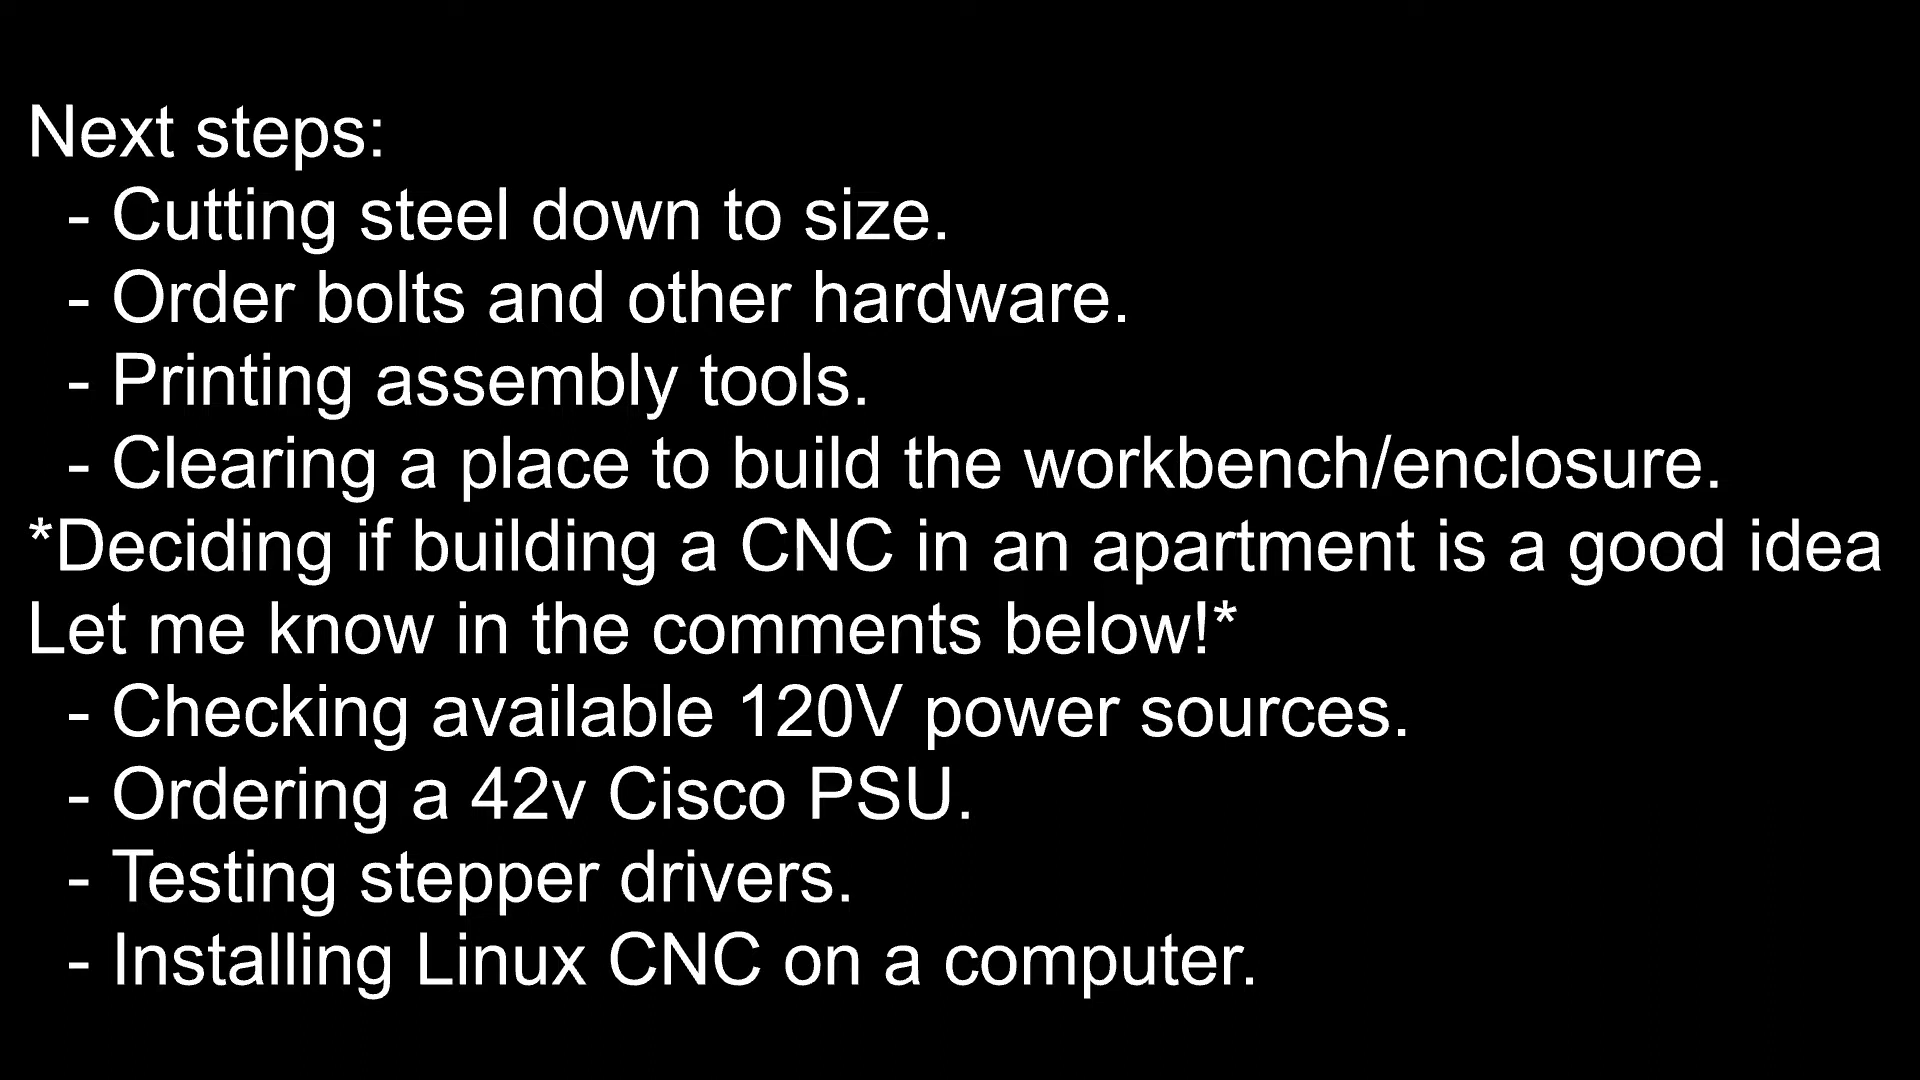 Next steps:
- Cutting steel down to size.
- Order bolts and other hardware.
- Printing assembly tools.
- Clearing a place to build the workbench/enclosure.
*Deciding if building a CNC in an apartment is a good idea
Let me know in the comments below!*
- Checking available 120V power sources.
- Ordering a 42v Cisco PSU.
- Testing stepper drivers.
- Installing Linux CNC on a computer.